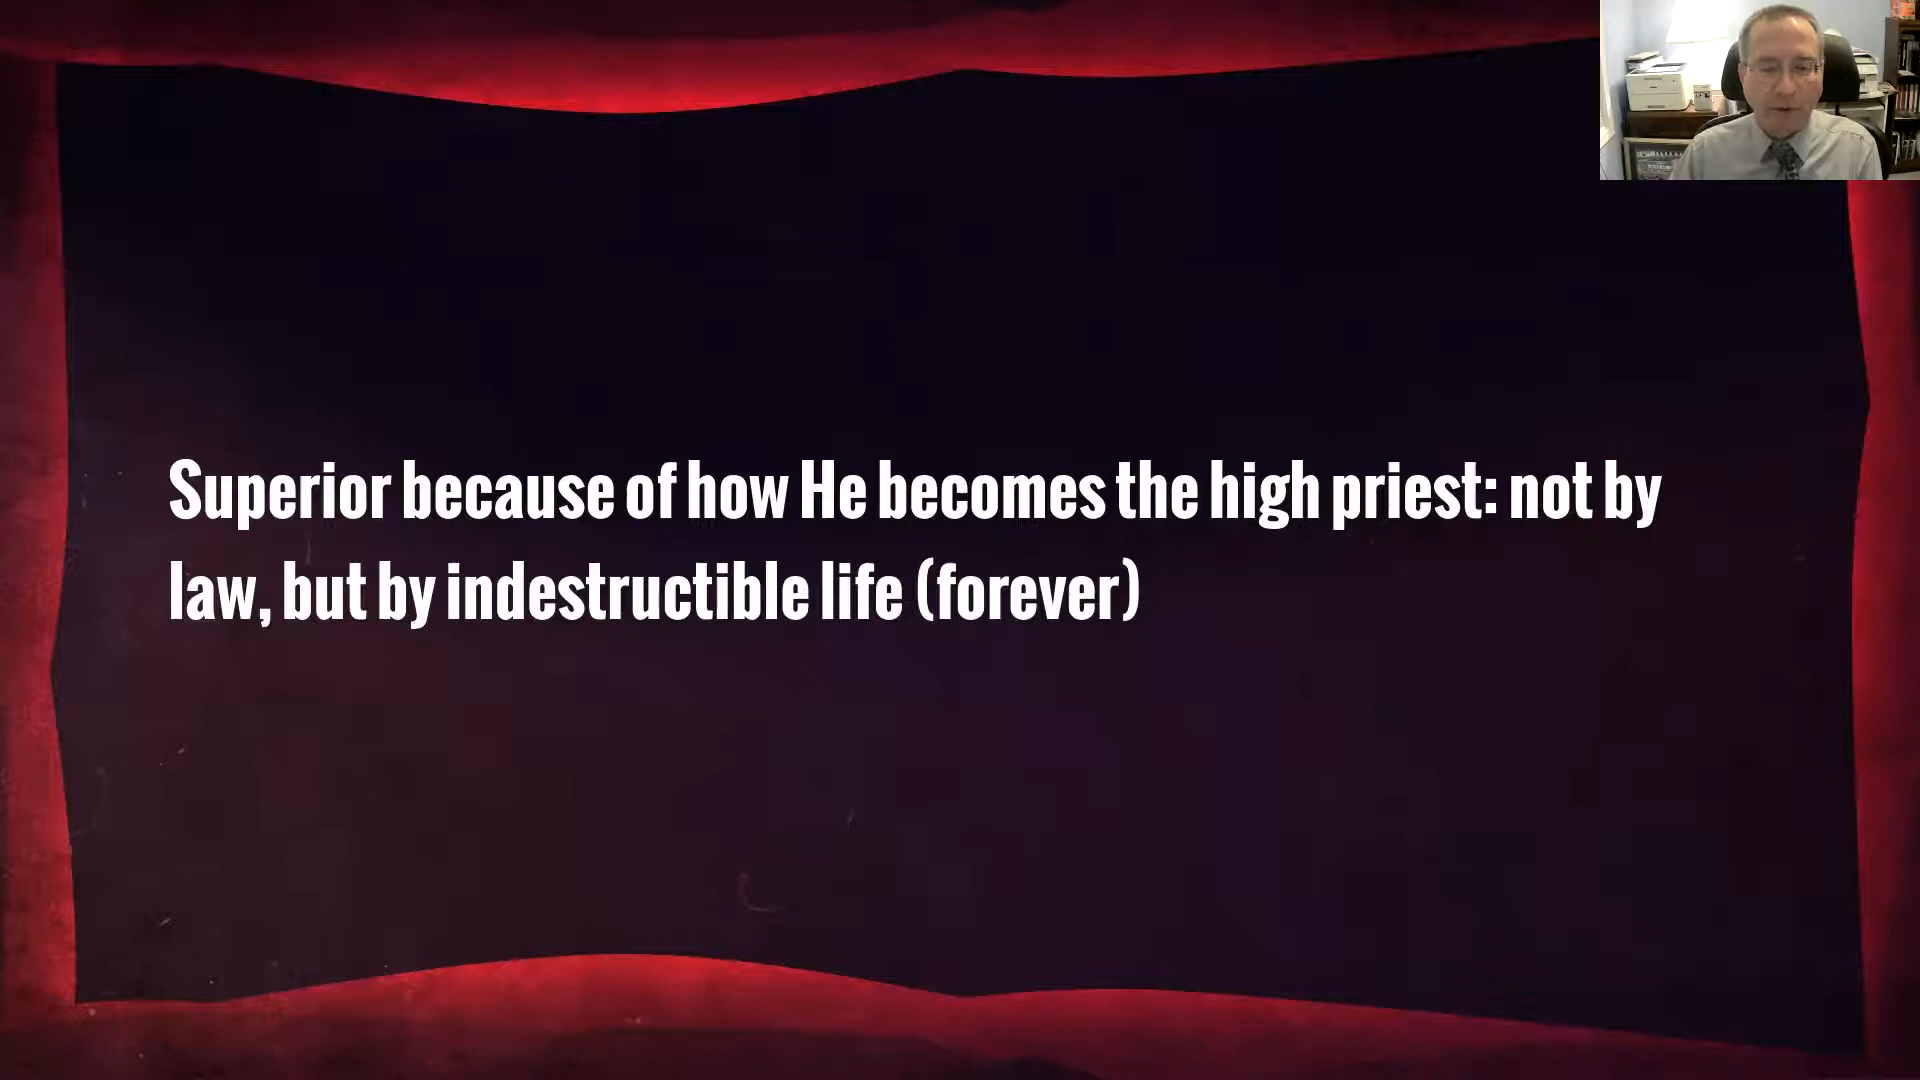 Superior because of how He becomes the high priest: not by
law, but by indestructible life (forever)